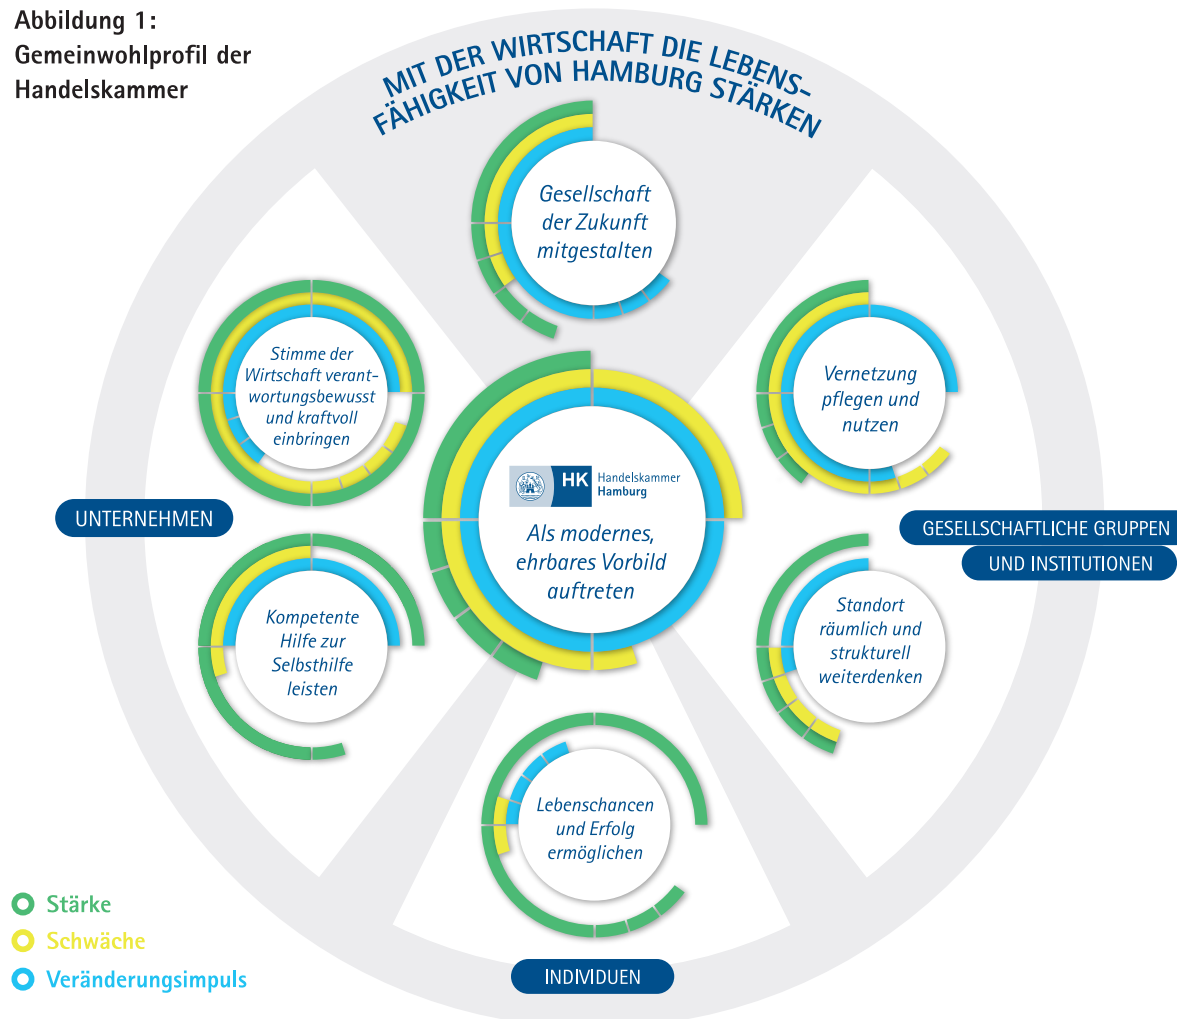 Abbildung 1:
Gemeinwohlprofil der
Handelskammer
MIT DER WIRTSCHAFT DIE LEBENS-
FÄHIGKEIT VON HAMBURG STÄRKEN
Gesellschaft
der Zukunft
mitgestalten
Stimme der
Wirtschaft verant-
wortungsbewusst
und kraftvoll
einbringen
Vernetzung
pflegen und
nutzen
HK
Handelskammer
Hamburg
Als modernes,
ehrbares Vorbild
auftreten
UNTERNEHMEN
GESELLSCHAFTLICHE GRUPPEN
UND INSTITUTIONEN
Kompetente
Hilfe zur
Selbsthilfe
leisten
Standort
räumlich und
strukturell
weiterdenken
Lebenschancen
und Erfolg
ermöglichen
Stärke
Schwäche
Veränderungsimpuls
INDIVIDUEN